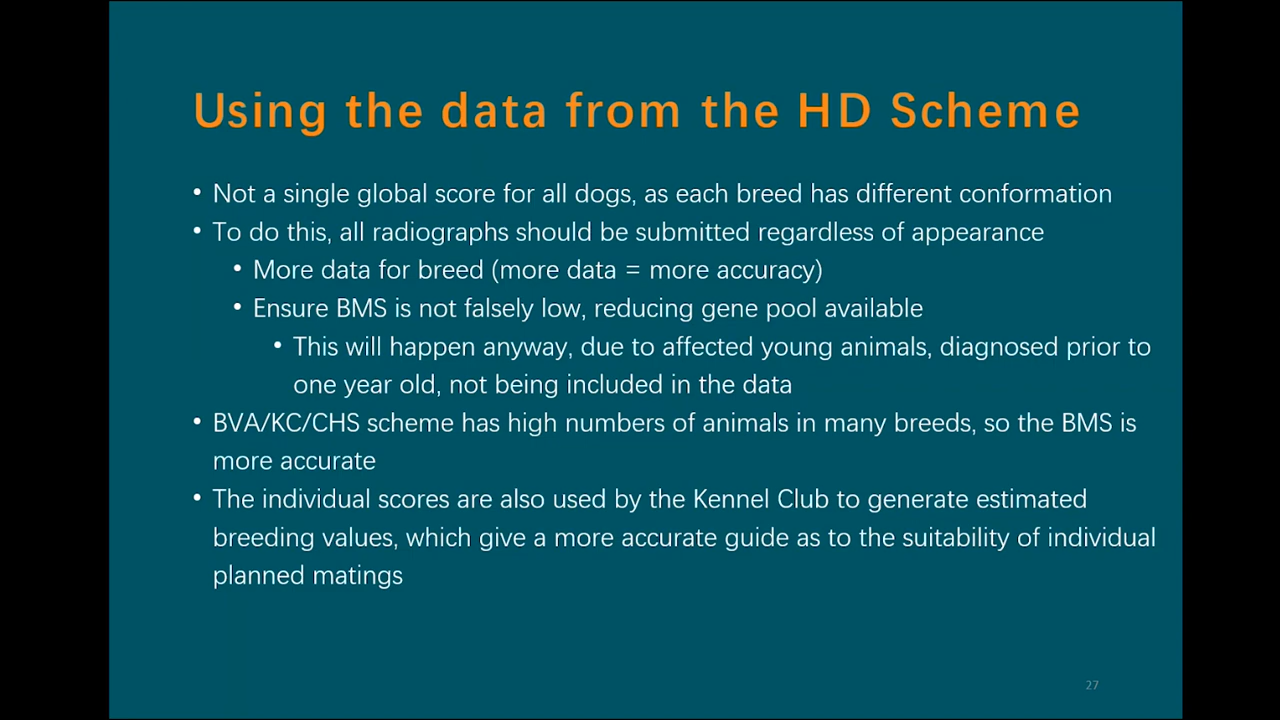 Using the data from the HD Scheme
• Not a single global score for all dogs, as each breed has different conformation
• To do this, all radiographs should be submitted regardless of appearance
• More data for breed (more data = more accuracy)
• Ensure BMS is not falsely low, reducing gene pool available
• This will happen anyway, due to affected young animals, diagnosed prior to
one year old, not being included in the data
• BVA/KC/CHS scheme has high numbers of animals in many breeds, so the BMS is
more accurate
• The individual scores are also used by the Kennel Club to generate estimated
breeding values, which give a more accurate guide as to the suitability of individual
planned matings
27